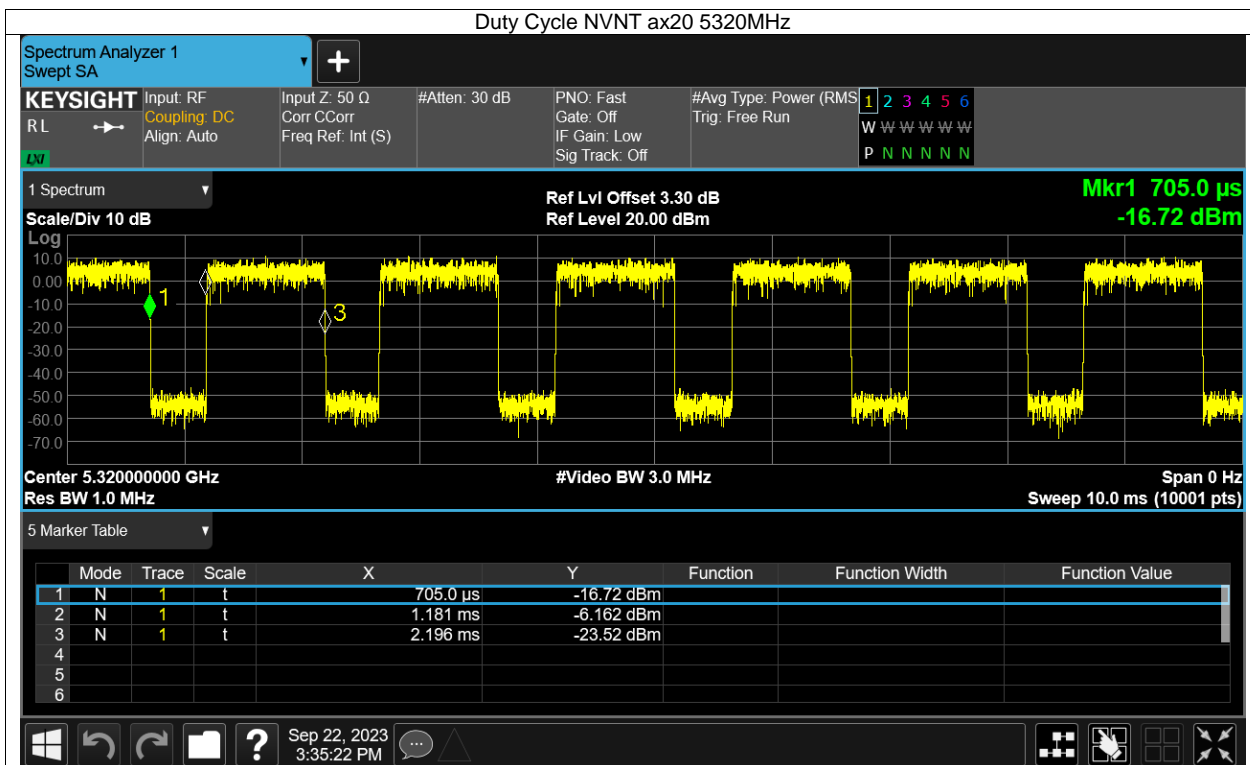 Duty Cycle NVNT ax20 5320MHz
Spectrum Analyzer 1
Swept SA
KEYSIGHT
RL
LXI
Input: RF
Coupling: DC
Align: Auto
Input Z: 50 Ω
Corr CCorr
Freq Ref: Int (S)
#Atten: 30 dB
PNO: Fast
Gate: Off
IF Gain: Low
Sig Track: Off
#Avg Type: Power (RMS
Trig: Free Run
1 2 3 4 5 6
W W W W W W
P N N N N N
1 Spectrum
Scale/Div 10 dB
Log
Ref Lvl Offset 3.30 dB
Ref Level 20.00 dBm
Mkr1 705.0 µs
-16.72 dBm
10.0
0.00
-10.0
-20.0
-30.0
-40.0
-50.0
-60.0
-70.0
1
3
Center 5.320000000 GHz #Video BW 3.0 MHz Span 0 Hz
Res BW 1.0 MHz Sweep 10.0 ms (10001 pts)
5 Marker Table
Mode Trace Scale X Y Function Function Width Function Value
1 N 1 t 705.0 µs -16.72 dBm
2 N 1 t 1.181 ms -6.162 dBm
3 N 1 t 2.196 ms -23.52 dBm
4
5
6
?
Sep 22, 2023
3:35:22 PM